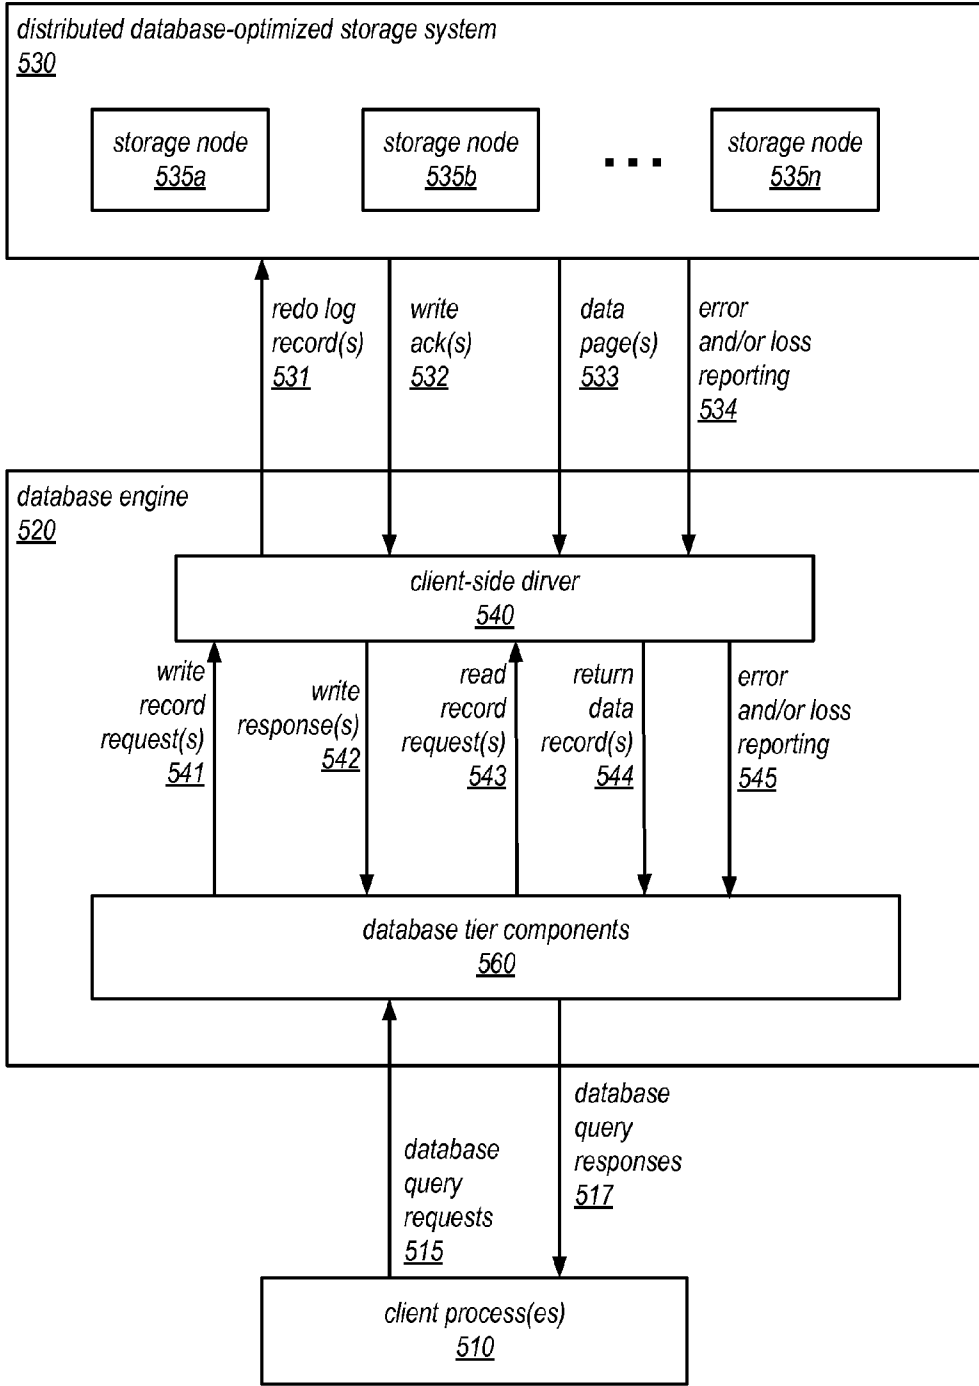 distributed database-optimized storage system
530
storage node
535a
storage node
535b
storage node
535n
redo log
record(s)
531
write
ack(s)
532
data
page(s)
533
error
and/or loss
reporting
534
database engine
520
client-side dirver
540
write
record
request(s)
541
write
response(s)
542
read
record
request(s)
543
return
data
record(s)
544
error
and/or loss
reporting
545
database tier components
560
database
query
requests
515
database
query
responses
517
client process(es)
510